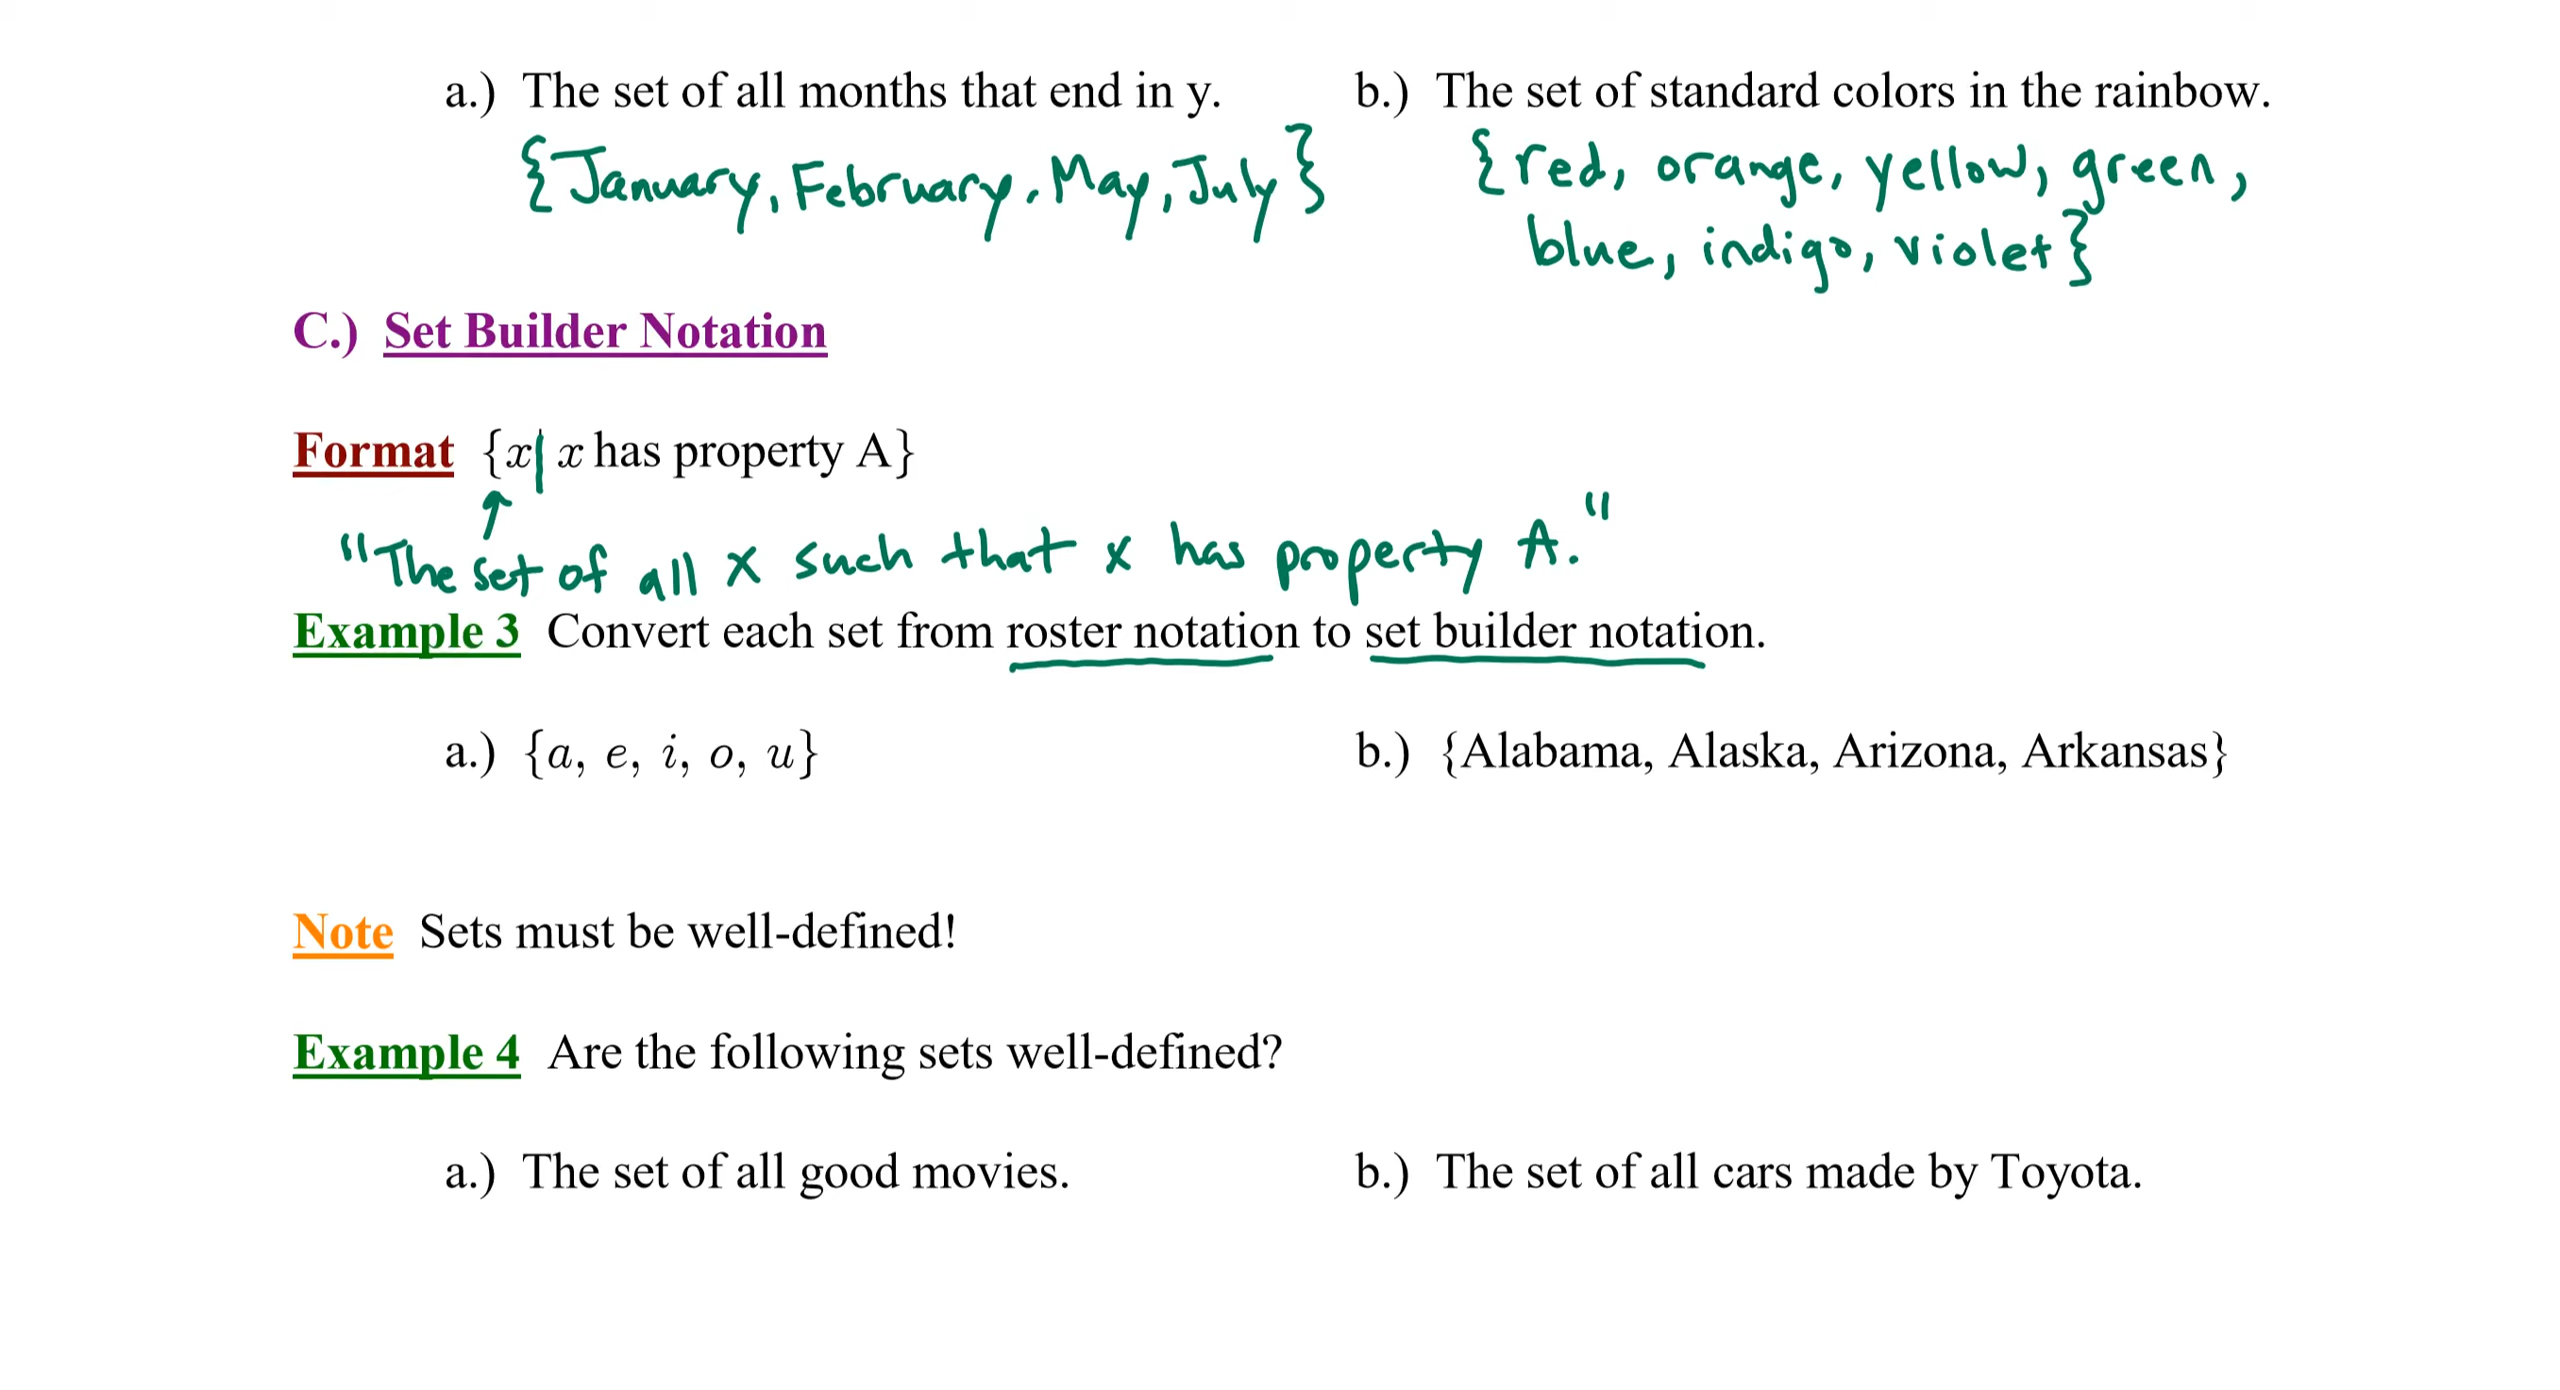 a.) The set of all months that end in y. b.) The set of standard colors in the rainbow.
{January, February, May, July} {red, orange, yellow, green,
blue, indigo, violet}
C.) Set Builder Notation
Format {x| x has property A}
"The set of all x such that x has property A."
Example 3 Convert each set from roster notation to set builder notation.
a.) {a, e, i, o, u} b.) {Alabama, Alaska, Arizona, Arkansas}
Note Sets must be well-defined!
Example 4 Are the following sets well-defined?
a.) The set of all good movies. b.) The set of all cars made by Toyota.